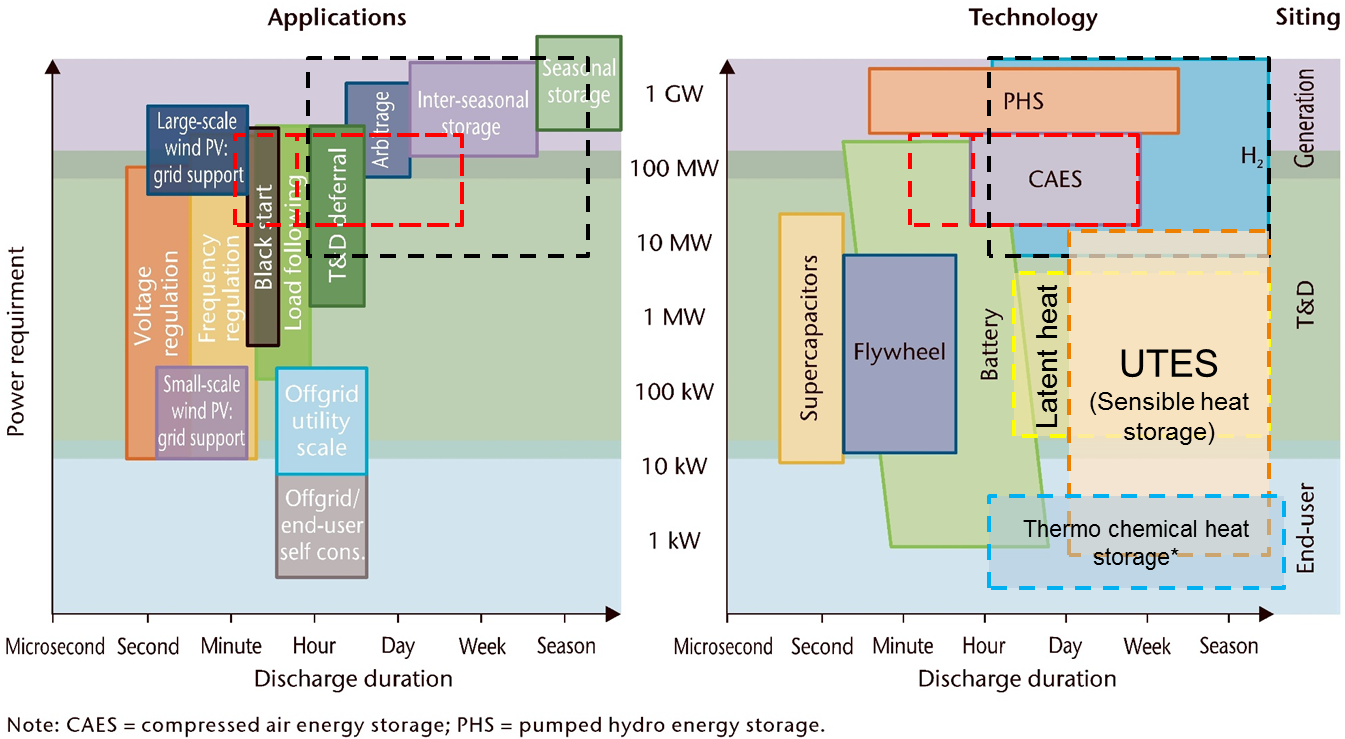 Applications
Technology
Siting
Power requirment
Large-scale
wind PV:
grid support
Voltage
regulation
Frequency
regulation
Small-scale
wind PV:
grid support
Black start
Load following
T&D deferral
Arbitrage
Inter-seasonal
storage
Seasonal
storage
Offgrid
utility
scale
Offgrid/
end-user
self cons.
1 GW
100 MW
10 MW
1 MW
100 kW
10 kW
1 kW
PHS
CAES
H2
Supercapacitors
Flywheel
Battery
Latent heat
UTES
(Sensible heat
storage)
Thermo chemical heat
storage*
Generation
T&D
End-user
Microsecond Second Minute Hour Day Week Season
Discharge duration
Second Minute Hour Day Week Season
Microsecond
Discharge duration
Note: CAES = compressed air energy storage; PHS = pumped hydro energy storage.